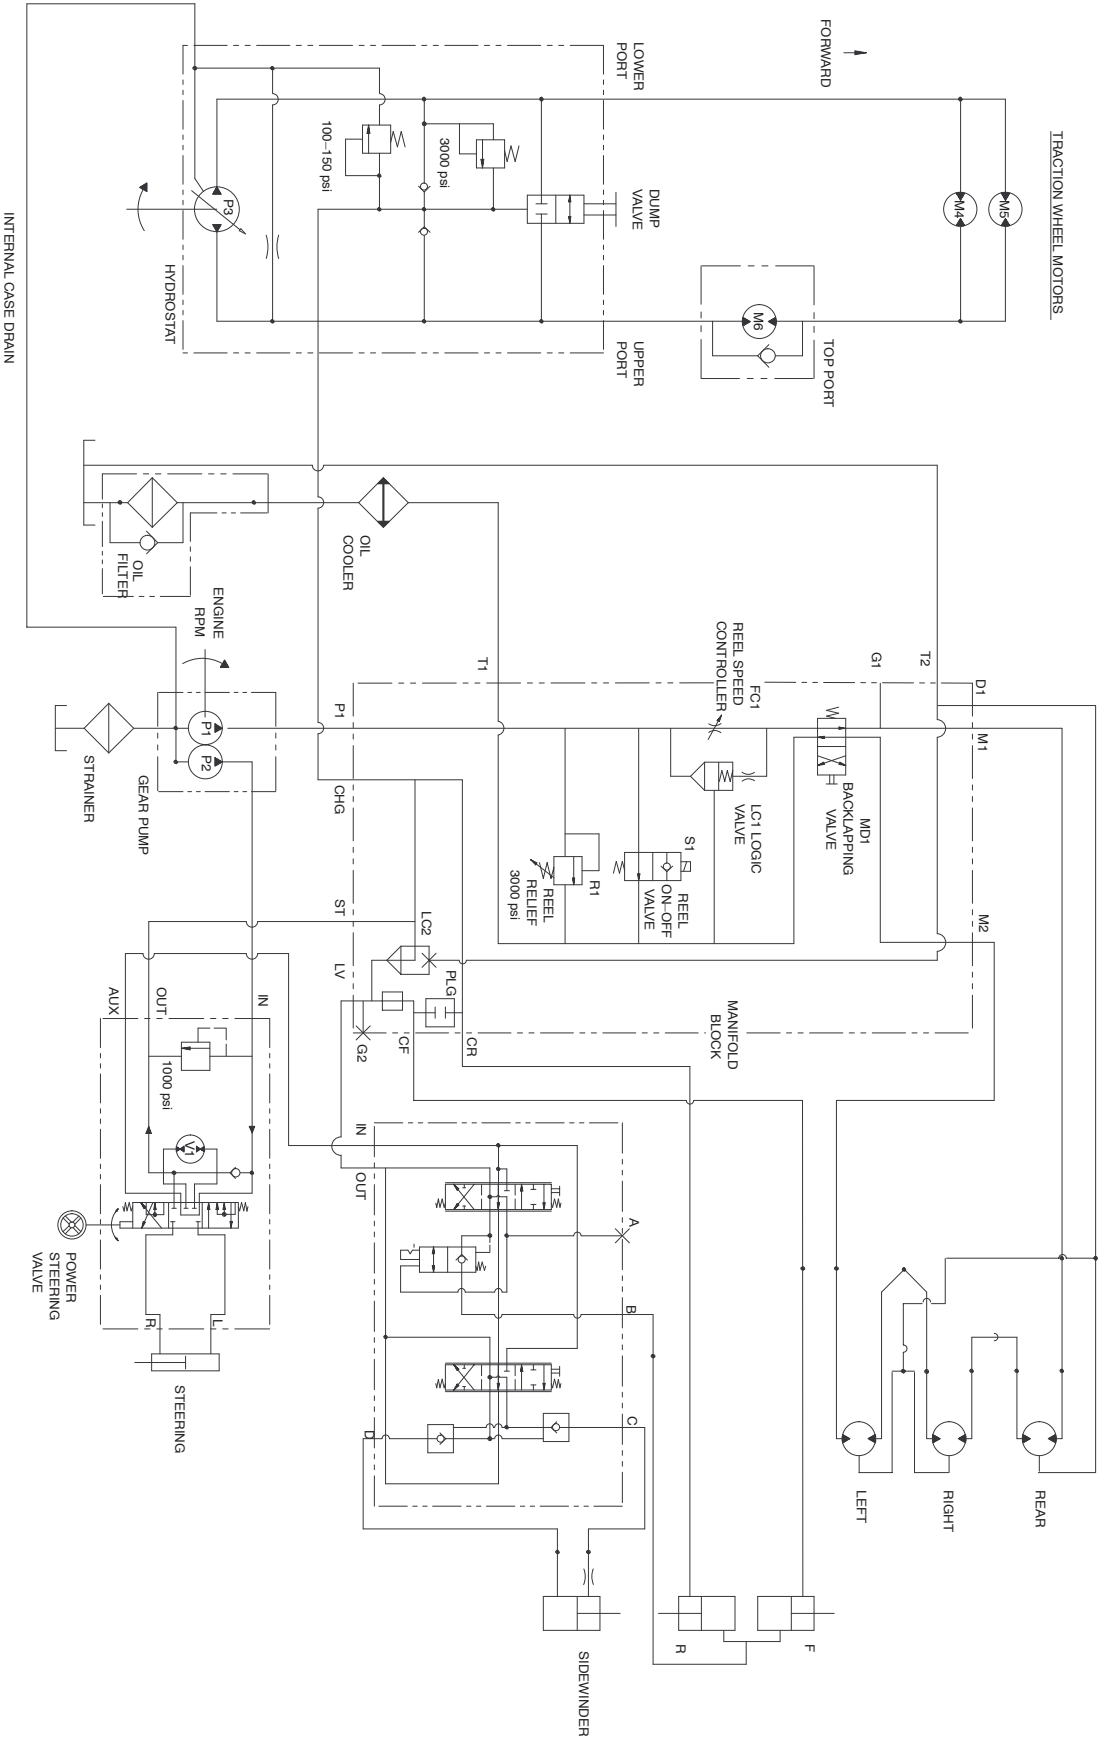 TRACTION WHEEL MOTORS
FORWARD
LOWER
PORT
M5
M4
DUMP
VALVE
3000 psi
100–150 psi
P3
M6
TOP PORT
UPPER
PORT
HYDROSTAT
INTERNAL CASE DRAIN
OIL
COOLER
OIL
FILTER
ENGINE
RPM
T1
REEL SPEED
CONTROLLER
FC1
G1
T2
D1
M1
P1
P1
P2
STRAINER
GEAR PUMP
CHG
LC1 LOGIC
VALVE
MD1
BACKLAPPING
VALVE
S1
REEL
ON–OFF
VALVE
R1
REEL
RELIEF
3000 psi
M2
ST
LC2
LV
PLG
MANIFOLD
BLOCK
CR
CF
G2
AUX
OUT
IN
1000 psi
V1
IN
OUT
A
B
C
D
POWER
STEERING
VALVE
R
L
STEERING
LEFT
RIGHT
REAR
F
R
SIDEWINDER